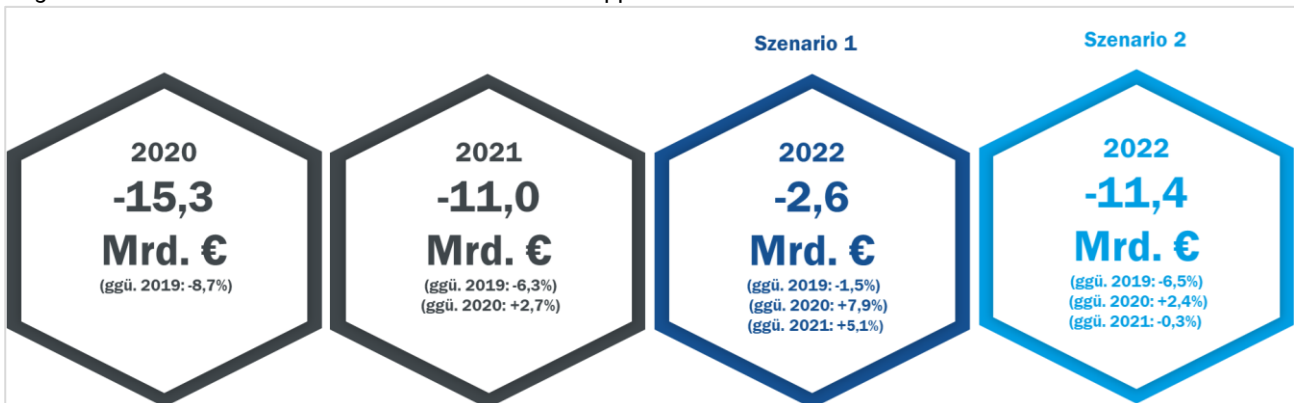 Szenario 1
Szenario 2
2020
-15,3
Mrd. €
(ggü. 2019: -8,7%)
2021
-11,0
Mrd. €
(ggü. 2019: -6,3%)
(ggü. 2020: +2,7%)
2022
-2,6
Mrd. €
(ggü. 2019: -1,5%)
(ggü. 2020: +7,9%)
(ggü. 2021: +5,1%)
2022
-11,4
Mrd. €
(ggü. 2019: -6,5%)
(ggü. 2020: +2,4%)
(ggü. 2021: -0,3%)